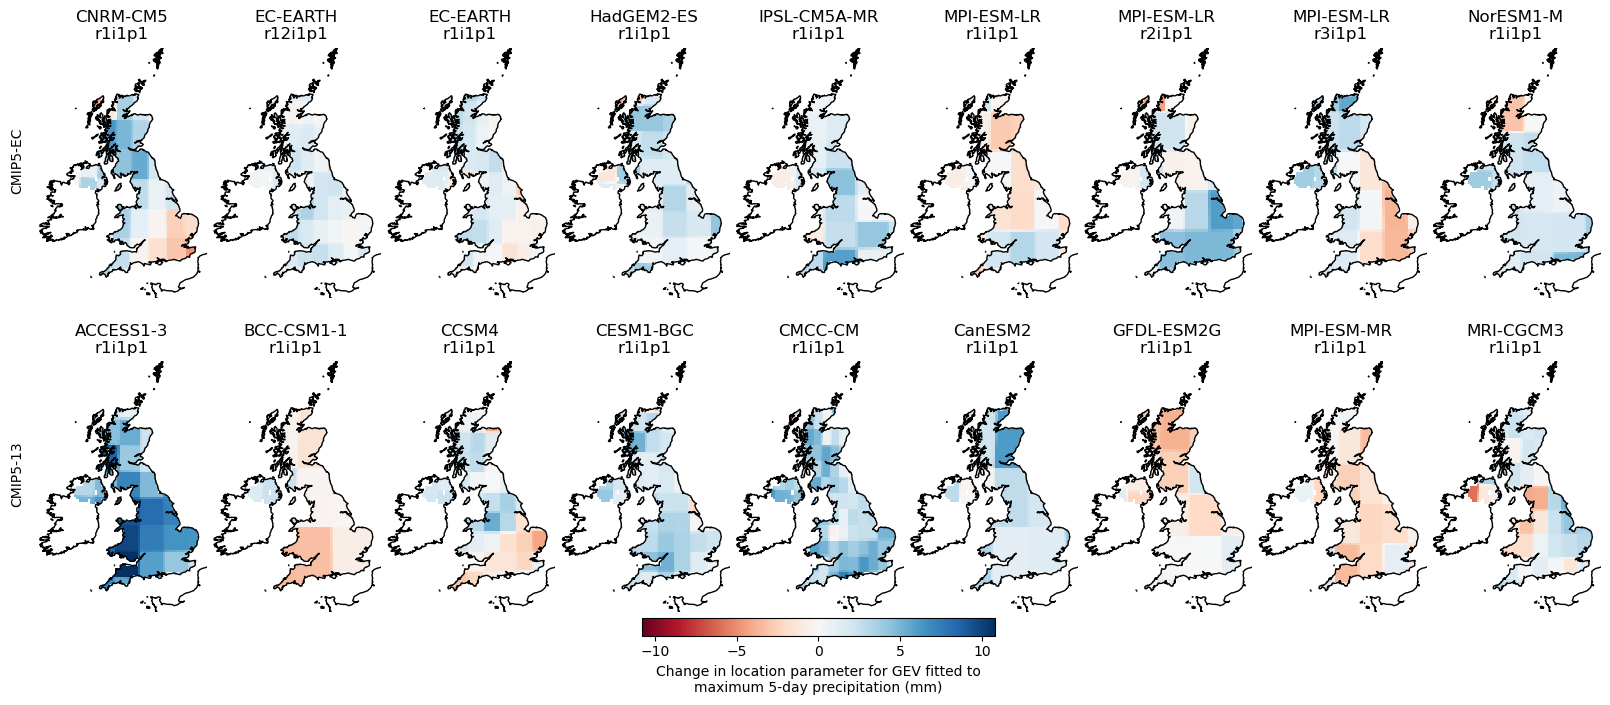 CNRM-CM5 EC-EARTH EC-EARTH HadGEM2-ES IPSL-CM5A-MR MPI-ESM-LR MPI-ESM-LR MPI-ESM-LR NorESM1-M
r1i1p1 r12i1p1 r1i1p1 r1i1p1 r1i1p1 r1i1p1 r2i1p1 r3i1p1 r1i1p1
CMIP5-EC
ACCESS1-3 BCC-CSM1-1 CCSM4 CESM1-BGC CMCC-CM CanESM2 GFDL-ESM2G MPI-ESM-MR MRI-CGCM3
r1i1p1 r1i1p1 r1i1p1 r1i1p1 r1i1p1 r1i1p1 r1i1p1 r1i1p1 r1i1p1
CMIP5-13
−10 −5 0 5 10
Change in location parameter for GEV fitted to
maximum 5-day precipitation (mm)